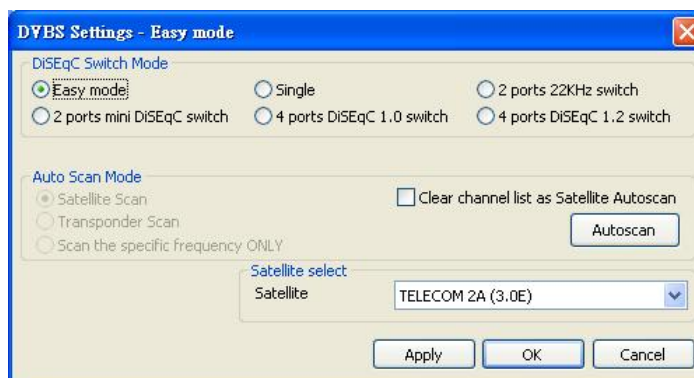 DVBS Settings - Easy mode
DiSEqC Switch Mode
Easy mode
Single
2 ports 22KHz switch
2 ports mini DiSEqC switch
4 ports DiSEqC 1.0 switch
4 ports DiSEqC 1.2 switch
Auto Scan Mode
Satellite Scan
Clear channel list as Satellite Autoscan
Transponder Scan
Autoscan
Scan the specific frequency ONLY
Satellite select
Satellite
TELECOM 2A (3.0E)
Apply
OK
Cancel